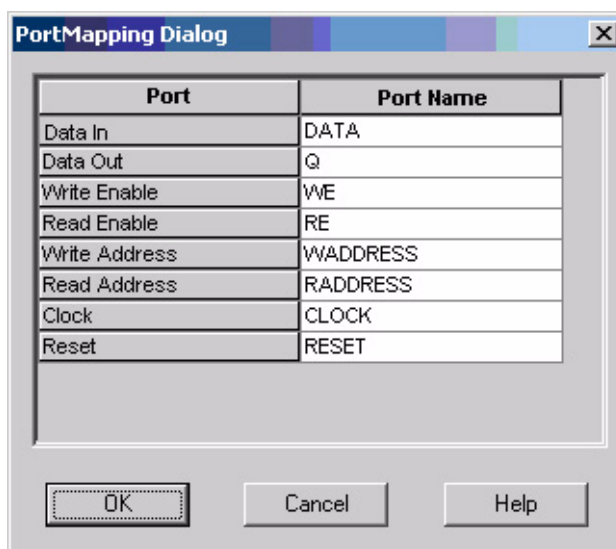 PortMapping Dialog
Port Port Name
Data In DATA
Data Out Q
Write Enable WE
Read Enable RE
Write Address WADDRESS
Read Address RADDRESS
Clock CLOCK
Reset RESET
OK Cancel Help